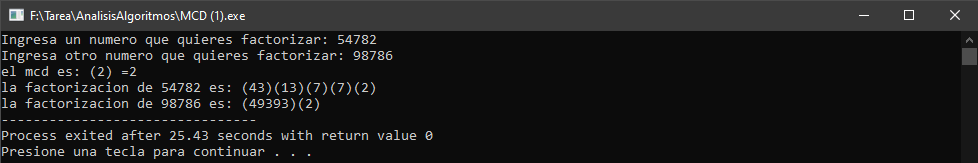 F:\Tarea\AnalisisAlgoritmos\MCD (1).exe
Ingresa un numero que quieres factorizar: 54782
Ingresa otro numero que quieres factorizar: 98786
el mcd es: (2) =2
la factorizacion de 54782 es: (43)(13)(7)(7)(2)
la factorizacion de 98786 es: (49393)(2)
--------------------------------
Process exited after 25.43 seconds with return value 0
Presione una tecla para continuar . . .